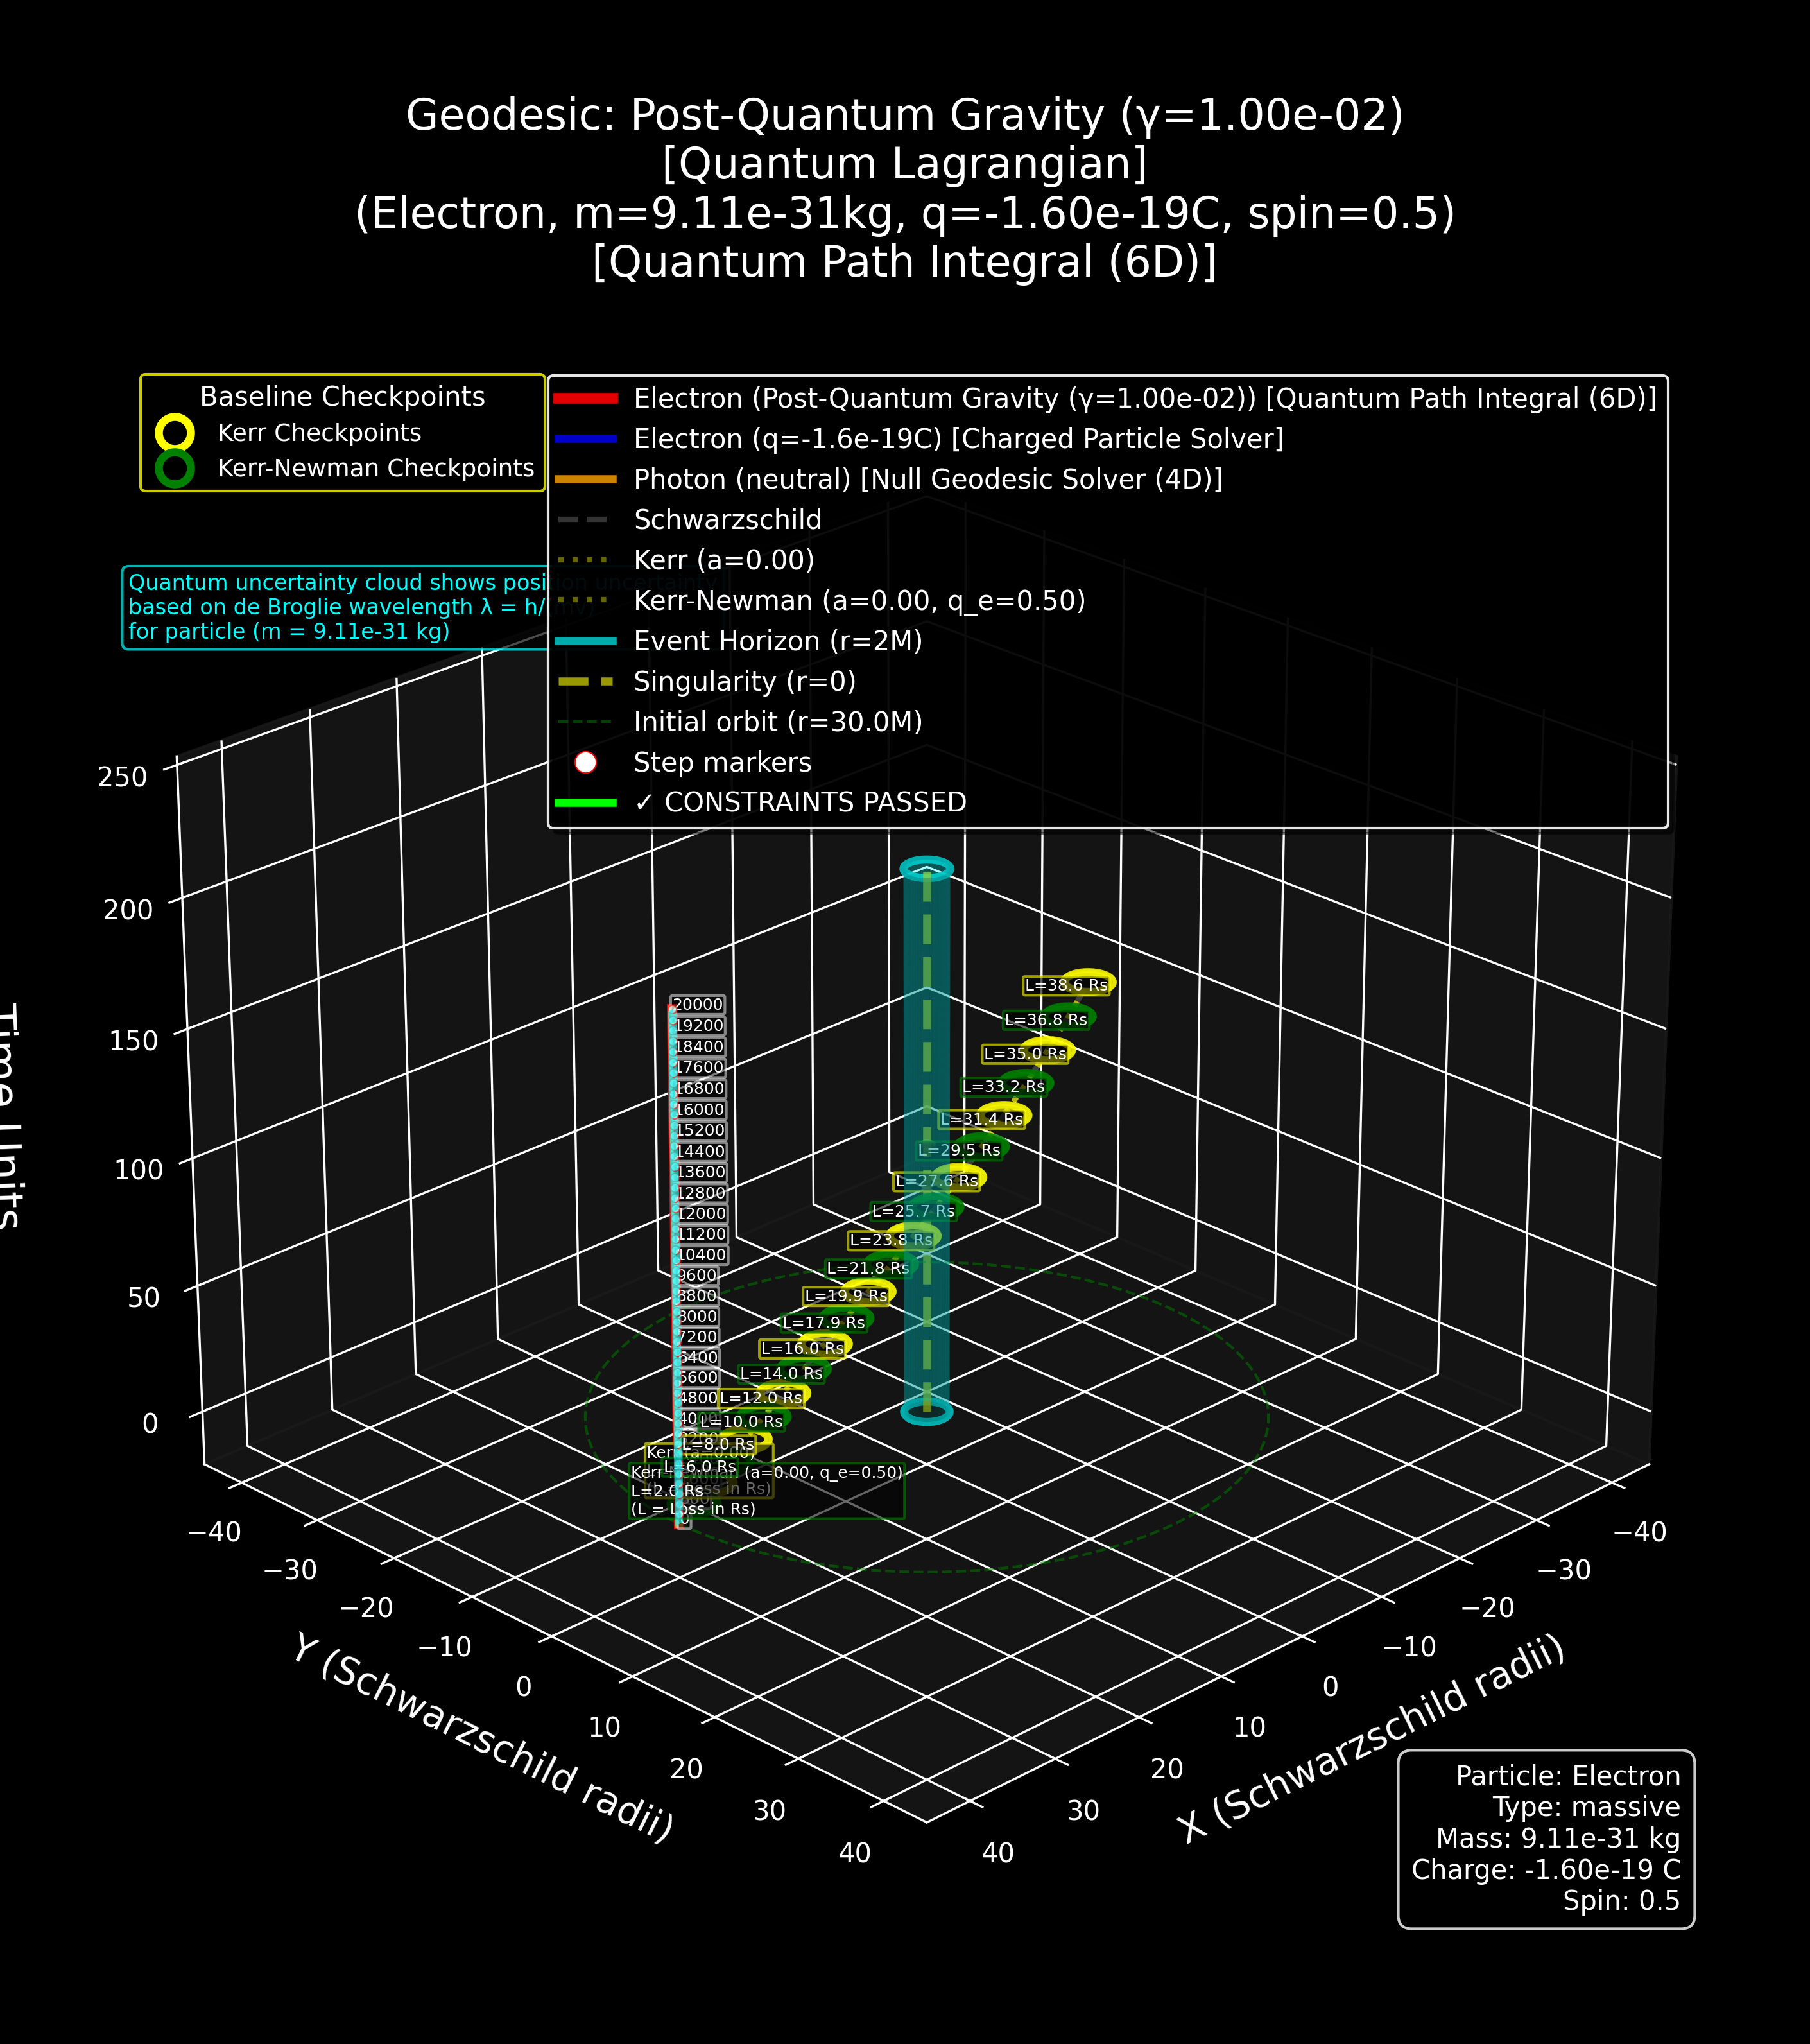 Geodesic: Post-Quantum Gravity (γ=1.00e-02)
[Quantum Lagrangian]
(Electron, m=9.11e-31kg, q=-1.60e-19C, spin=0.5)
[Quantum Path Integral (6D)]
Baseline Checkpoints
Kerr Checkpoints
Kerr-Newman Checkpoints
Electron (Post-Quantum Gravity (γ=1.00e-02)) [Quantum Path Integral (6D)]
Electron (q=-1.6e-19C) [Charged Particle Solver]
Photon (neutral) [Null Geodesic Solver (4D)]
Schwarzschild
Kerr (a=0.00)
Kerr-Newman (a=0.00, q_e=0.50)
Event Horizon (r=2M)
Singularity (r=0)
Initial orbit (r=30.0M)
Step markers
✓ CONSTRAINTS PASSED
Quantum uncertainty cloud shows position uncertainty
based on de Broglie wavelength λ = h/(mv)
for particle (m = 9.11e-31 kg)
250
200
150
100
50
0
Time Units
L=38.6 Rs
L=36.8 Rs
L=35.0 Rs
L=33.2 Rs
L=31.4 Rs
L=29.5 Rs
L=27.6 Rs
L=25.7 Rs
L=23.8 Rs
L=21.8 Rs
L=19.9 Rs
L=17.9 Rs
L=16.0 Rs
L=14.0 Rs
L=12.0 Rs
L=10.0 Rs
L=8.0 Rs
L=6.0 Rs
20000
19200
18400
17600
16800
16000
15200
14400
13600
12800
12000
11200
10400
9600
8800
8000
7200
6400
5600
4800
0
Kerr (a=0.00)
Kerr-Newman (a=0.00, q_e=0.50)
(L = Loss in Rs)
−40
−30
−20
−10
0
10
20
30
40
Y (Schwarzschild radii)
−40
−30
−20
−10
0
10
20
30
40
X (Schwarzschild radii)
Particle: Electron
Type: massive
Mass: 9.11e-31 kg
Charge: -1.60e-19 C
Spin: 0.5